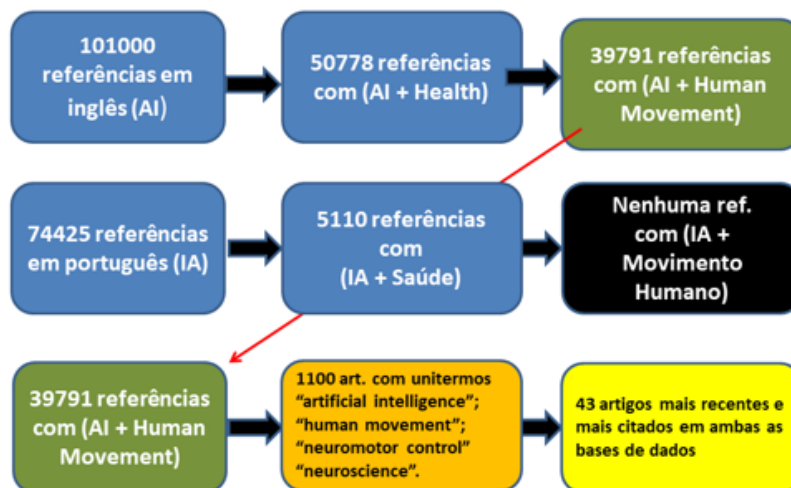 101000
referências em
inglês (AI)
50778 referências
com (AI + Health)
39791 referências
com (AI + Human
Movement)
74425 referências
em português (IA)
5110 referências
com
(IA + Saúde)
Nenhuma ref.
com (IA +
Movimento
Humano)
39791 referências
com (AI + Human
Movement)
1100 art. com unitermos
“artificial intelligence”;
“human movement”;
“neuromotor control”
“neuroscience”.
43 artigos mais recentes e
mais citados em ambas as
bases de dados